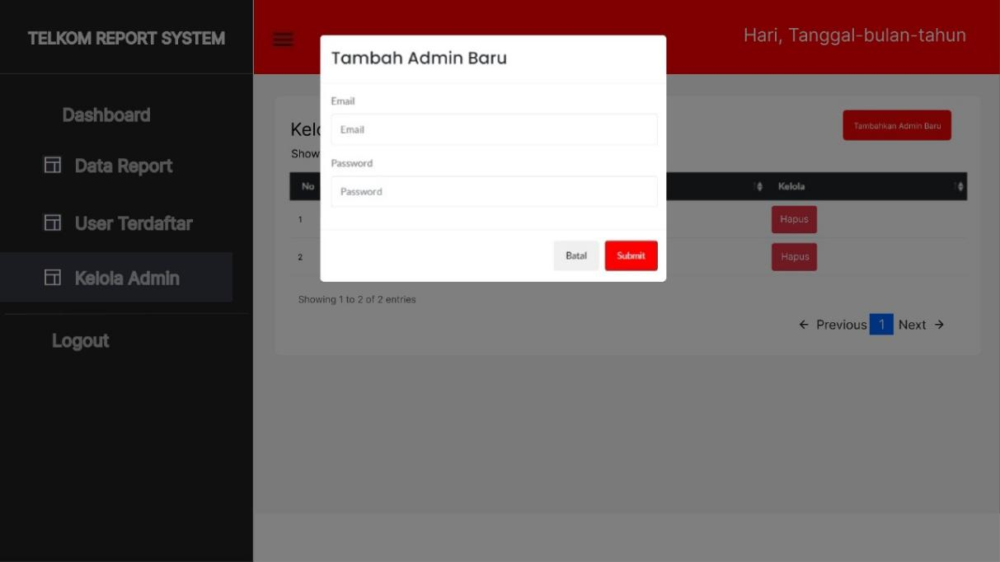 TELKOM REPORT SYSTEM
Hari, Tanggal-bulan-tahun
Tambah Admin Baru
Dashboard
Data Report
User Terdaftar
Kelola Admin
Logout
Email
Email
Password
Password
Batal Submit
Tambahkan Admin Baru
Show
No Kelola
1 Hapus
2 Hapus
Showing 1 to 2 of 2 entries
← Previous 1 Next →